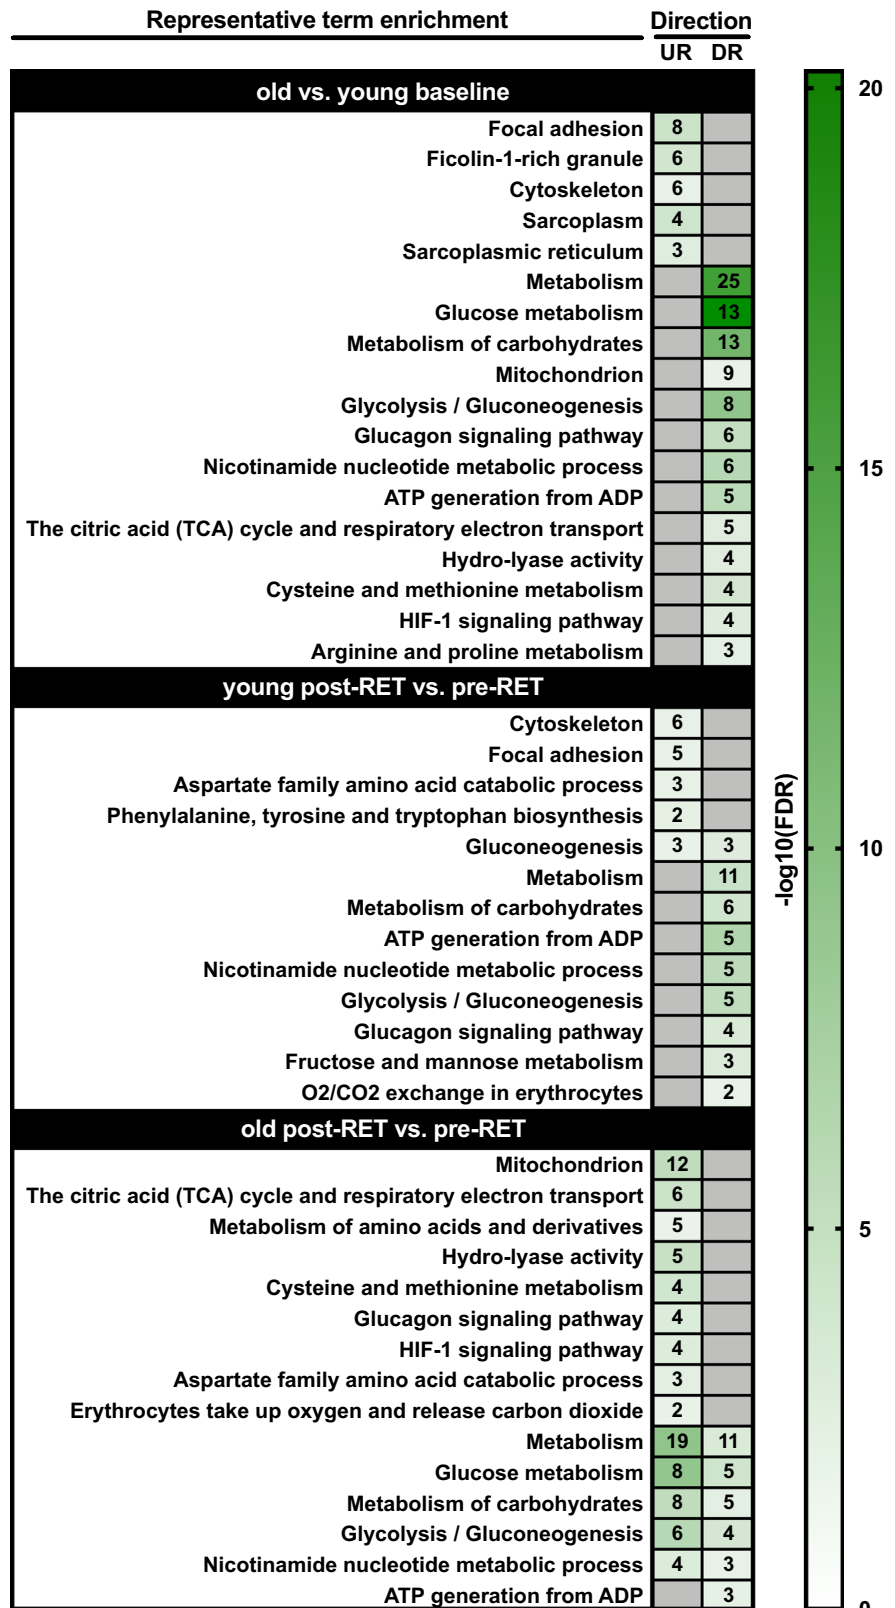 Representative term enrichment Direction
UR DR
old vs. young baseline
Focal adhesion 8
Ficolin-1-rich granule 6
Cytoskeleton 6
Sarcoplasm 4
Sarcoplasmic reticulum 3
Metabolism 25
Glucose metabolism 13
Metabolism of carbohydrates 13
Mitochondrion 9
Glycolysis / Gluconeogenesis 8
Glucagon signaling pathway 6
Nicotinamide nucleotide metabolic process 6
ATP generation from ADP 5
The citric acid (TCA) cycle and respiratory electron transport 5
Hydro-lyase activity 4
Cysteine and methionine metabolism 4
HIF-1 signaling pathway 4
Arginine and proline metabolism 3
young post-RET vs. pre-RET
Cytoskeleton 6
Focal adhesion 5
Aspartate family amino acid catabolic process 3
Phenylalanine, tyrosine and tryptophan biosynthesis 2
Gluconeogenesis 3 3
Metabolism 11
Metabolism of carbohydrates 6
ATP generation from ADP 5
Nicotinamide nucleotide metabolic process 5
Glycolysis / Gluconeogenesis 5
Glucagon signaling pathway 4
Fructose and mannose metabolism 3
O2/CO2 exchange in erythrocytes 2
old post-RET vs. pre-RET
Mitochondrion 12
The citric acid (TCA) cycle and respiratory electron transport 6
Metabolism of amino acids and derivatives 5
Hydro-lyase activity 5
Cysteine and methionine metabolism 4
Glucagon signaling pathway 4
HIF-1 signaling pathway 4
Aspartate family amino acid catabolic process 3
Erythrocytes take up oxygen and release carbon dioxide 2
Metabolism 19 11
Glucose metabolism 8 5
Metabolism of carbohydrates 8 5
Glycolysis / Gluconeogenesis 6 4
Nicotinamide nucleotide metabolic process 4 3
ATP generation from ADP 3
-log10(FDR)
20
15
10
5
0